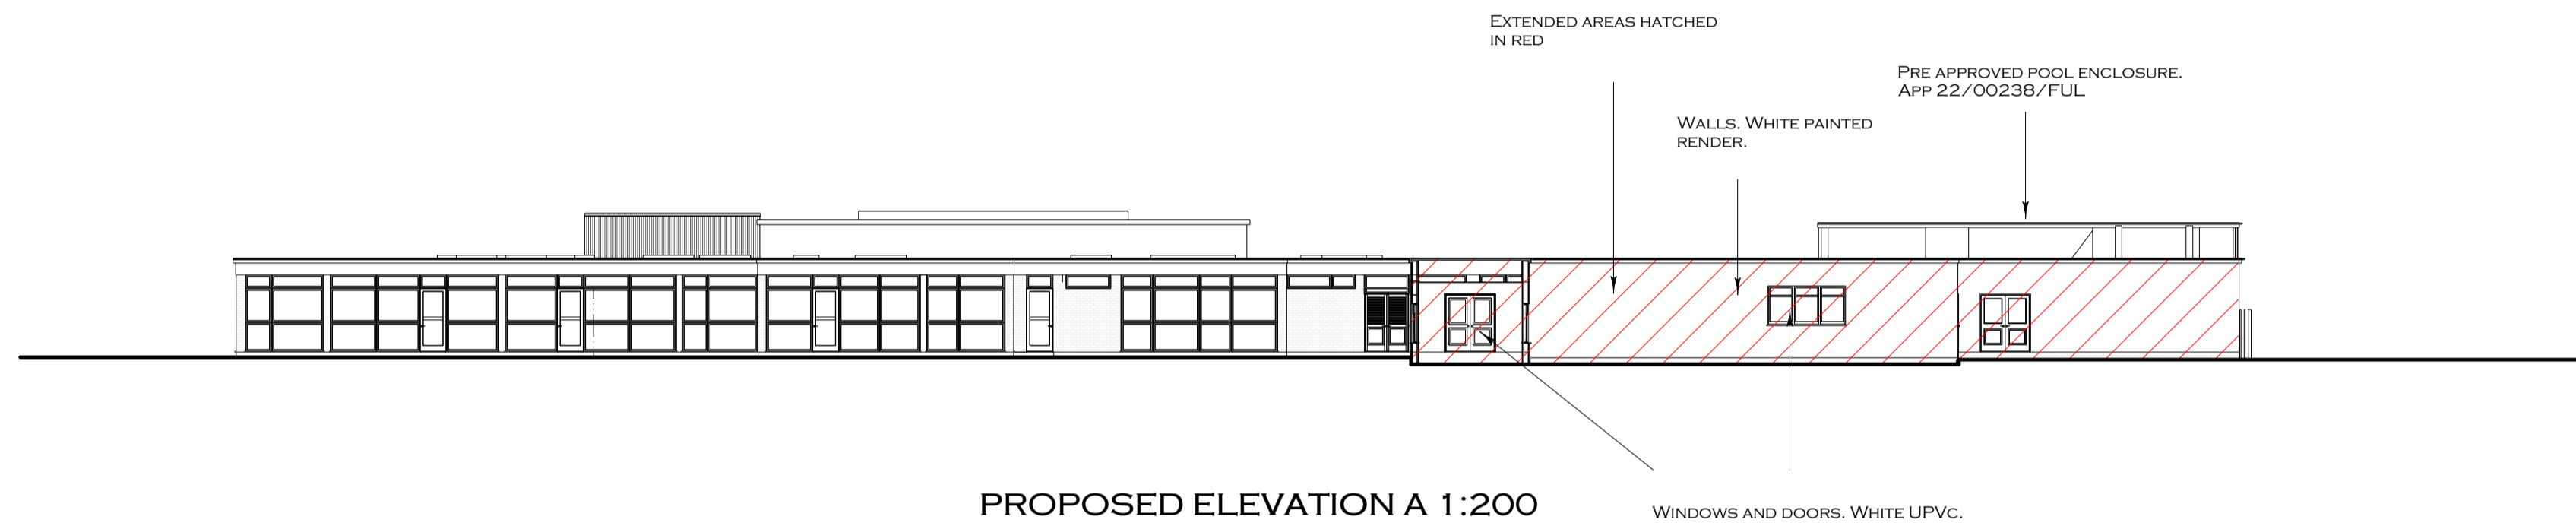 Extended areas hatched
in red
Pre approved pool enclosure.
App 22/00238/FUL
Walls. White painted
render.
PROPOSED ELEVATION A 1:200
Windows and doors. White UPVc.